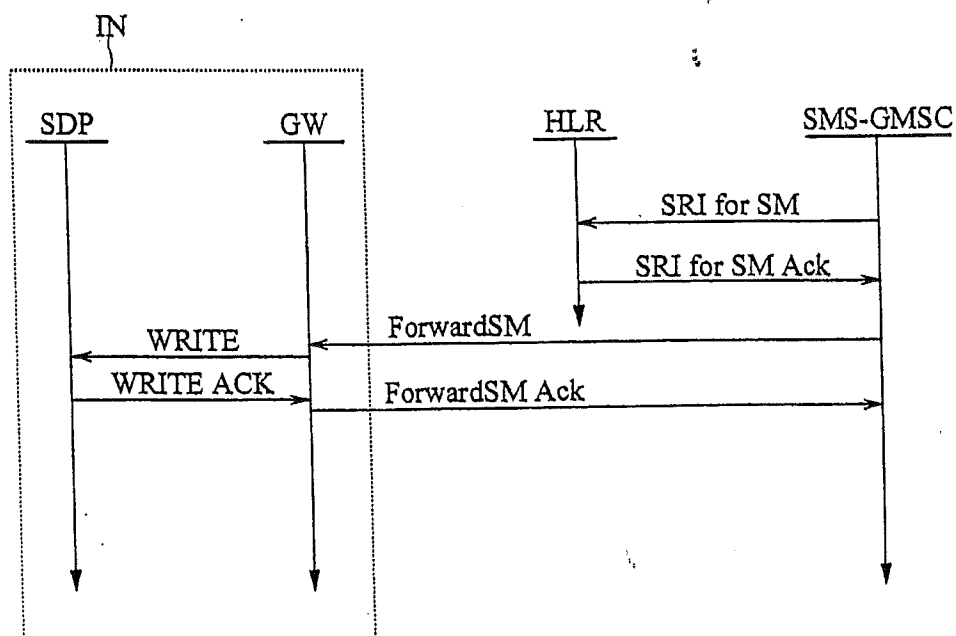 IN
SDP
GW
HLR
SMS-GMSC
SRI for SM
SRI for SM Ack
ForwardSM
WRITE
WRITE ACK
ForwardSM Ack